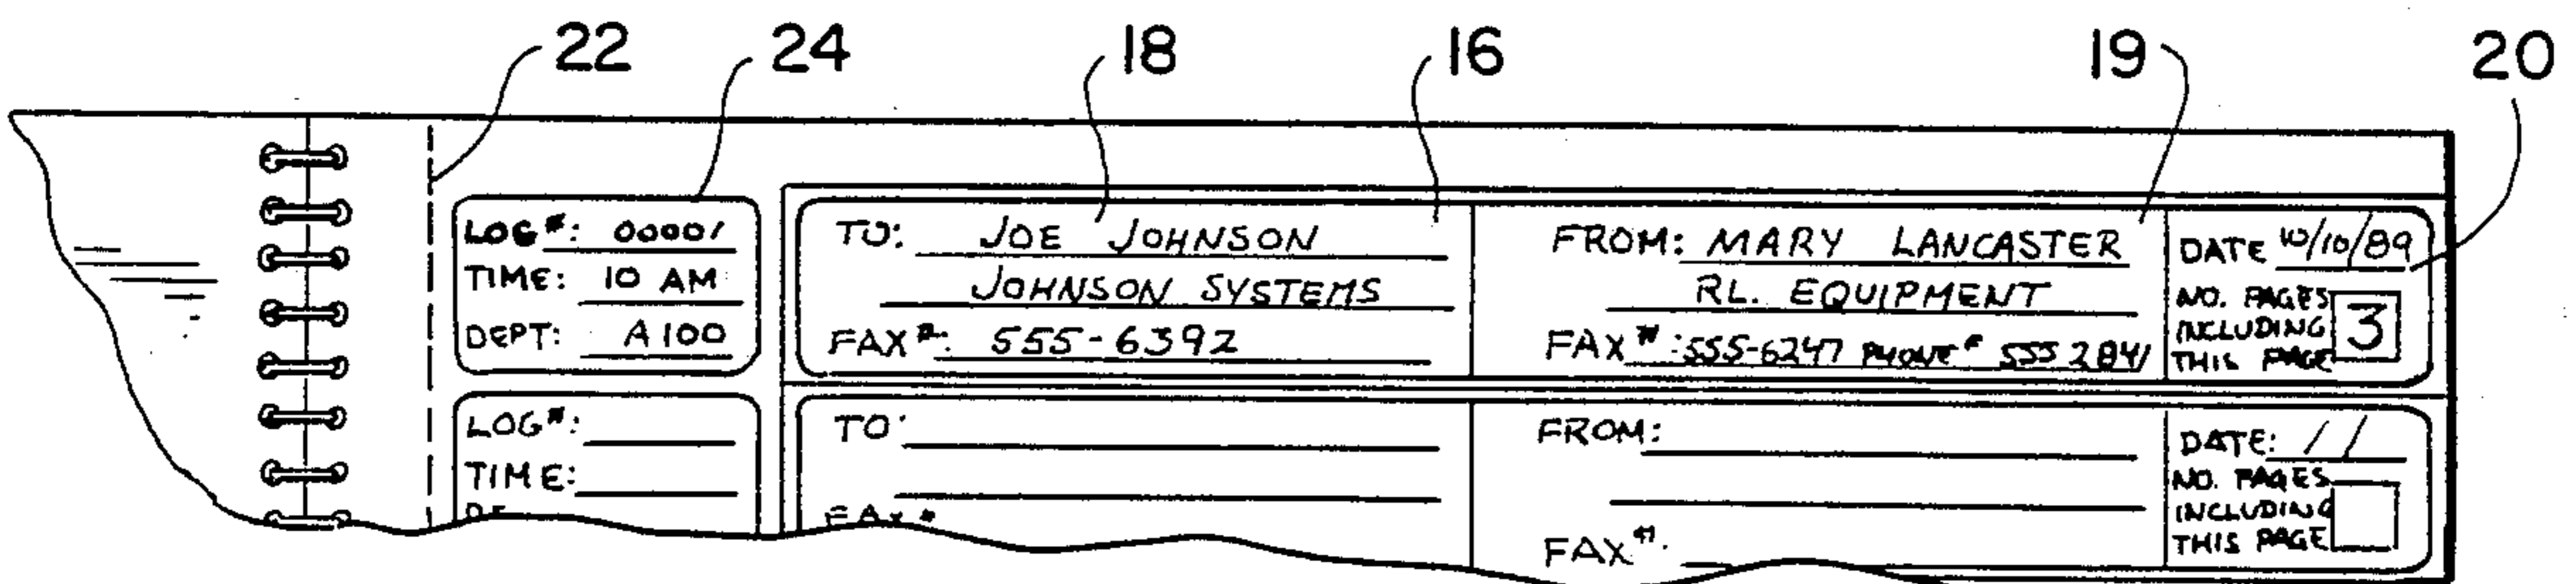 22 24 18 16 19 20
LOG#: 00001
TIME: 10 AM
DEPT: A100
TO: JOE JOHNSON
JOHNSON SYSTEMS
FAX#: 555-6392
FROM: MARY LANCASTER
RL. EQUIPMENT
FAX#: 555-6247 PHONE# 555 2841
DATE 10/10/89
NO. PAGES
INCLUDING
THIS PAGE
3
LOG#:
TIME:
TO:
FAX#
FROM:
FAX#:
DATE: / /
NO. PAGES
INCLUDING
THIS PAGE